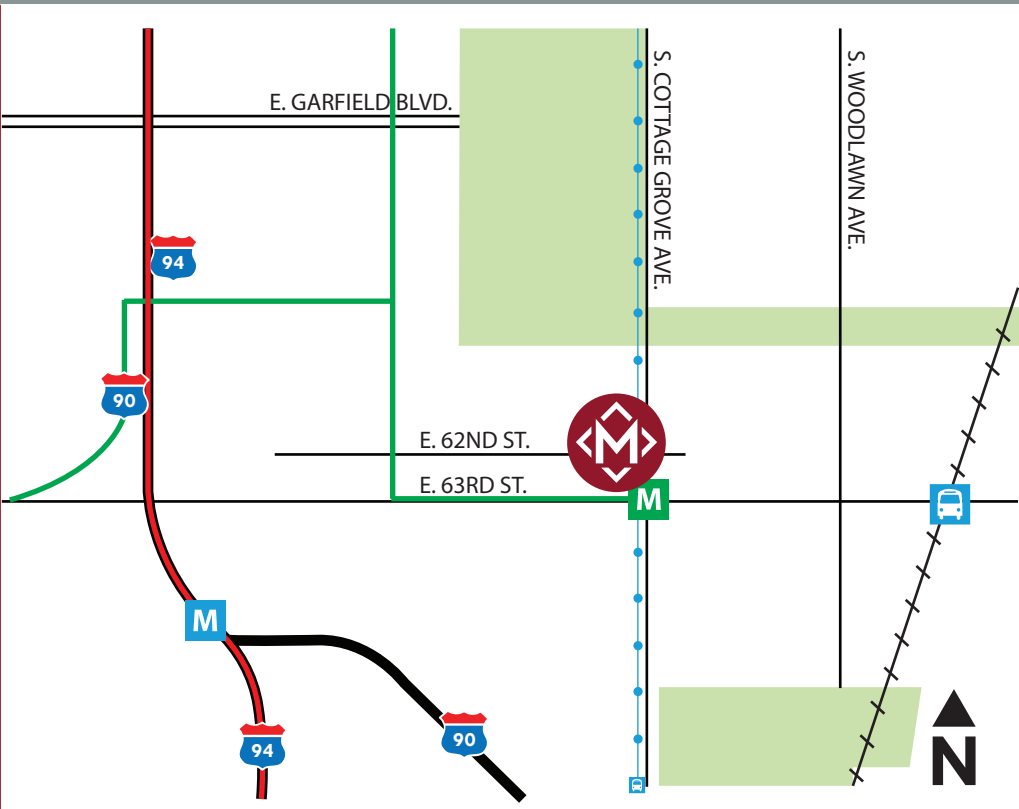 E. GARFIELD BLVD.
S. COTTAGE GROVE AVE.
S. WOODLAWN AVE.
94
90
E. 62ND ST.
M
E. 63RD ST.
M
M
94
90
N